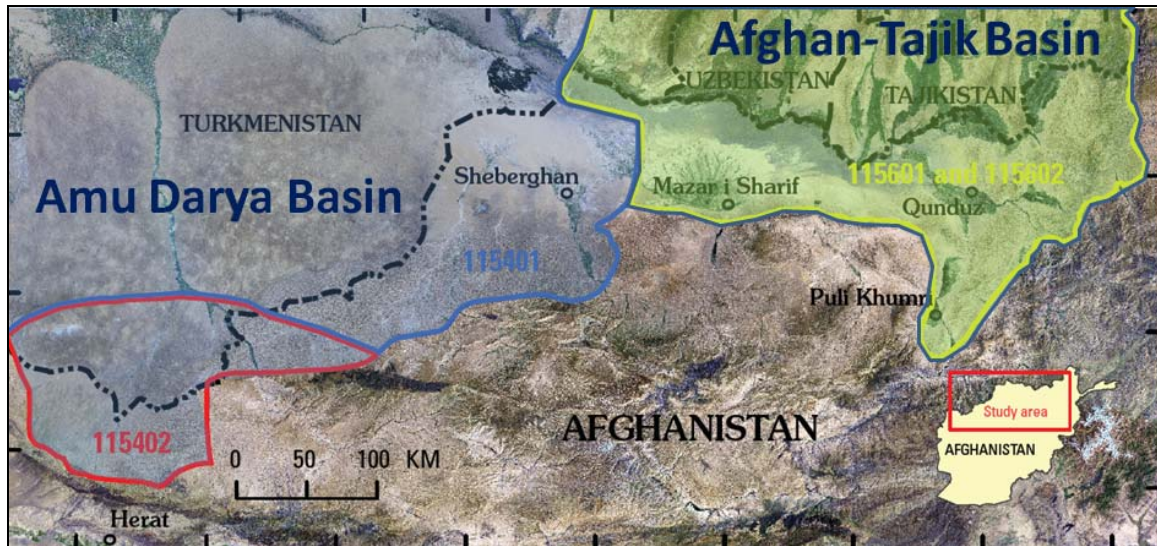 Afghan-Tajik Basin
UZBEKISTAN
TAJIKISTAN
TURKMENISTAN
Sheberghan
Mazar i Sharif
115601 and 115602
Qunduz
Amu Darya Basin
115401
Puli Khumri
AFGHANISTAN
Study area
AFGHANISTAN
115402
0 50 100 KM
Herat